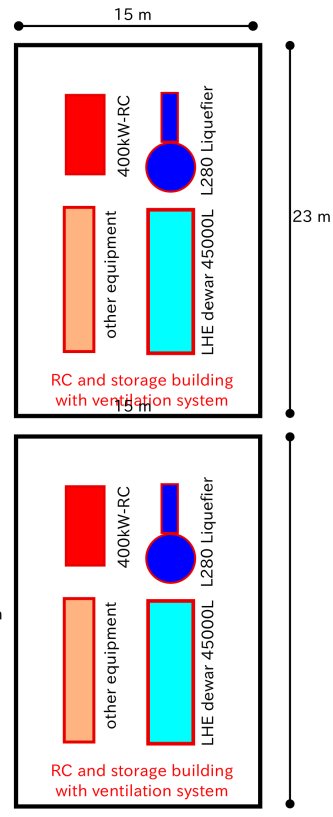 15 m
400kW-RC
L280 Liquefier
23 m
other equipment
LHE dewar 45000L
RC and storage building
with ventilation system
15 m
400kW-RC
L280 Liquefier
other equipment
LHE dewar 45000L
RC and storage building
with ventilation system